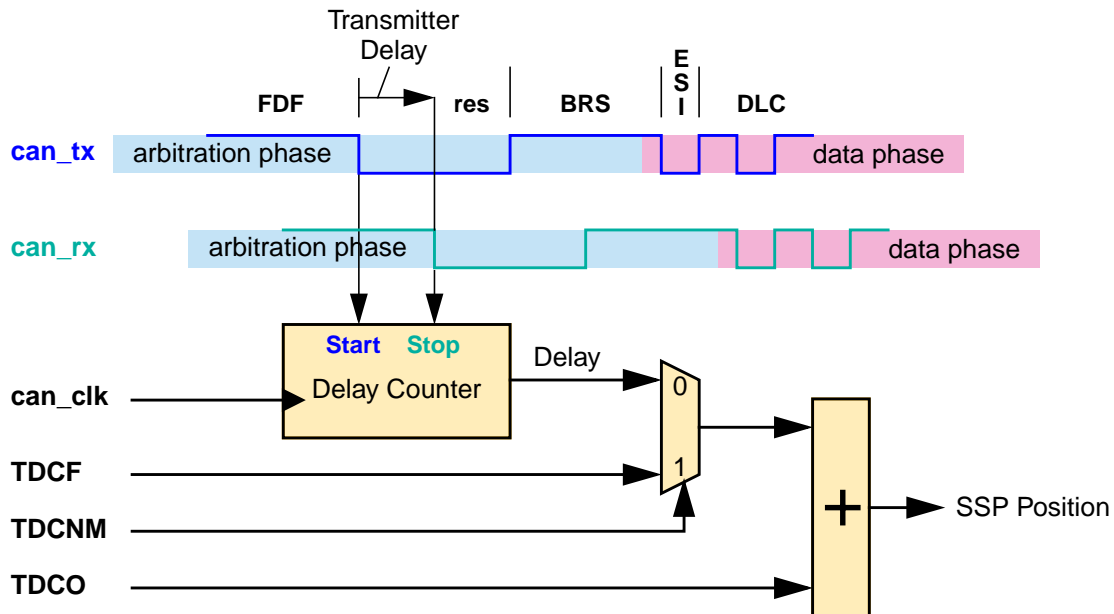 Transmitter
Delay
FDF
res
BRS
ESI
DLC
can_tx
arbitration phase
data phase
can_rx
arbitration phase
data phase
Start
Stop
Delay
can_clk
Delay Counter
0
TDCF
1
TDCNM
+
SSP Position
TDCO